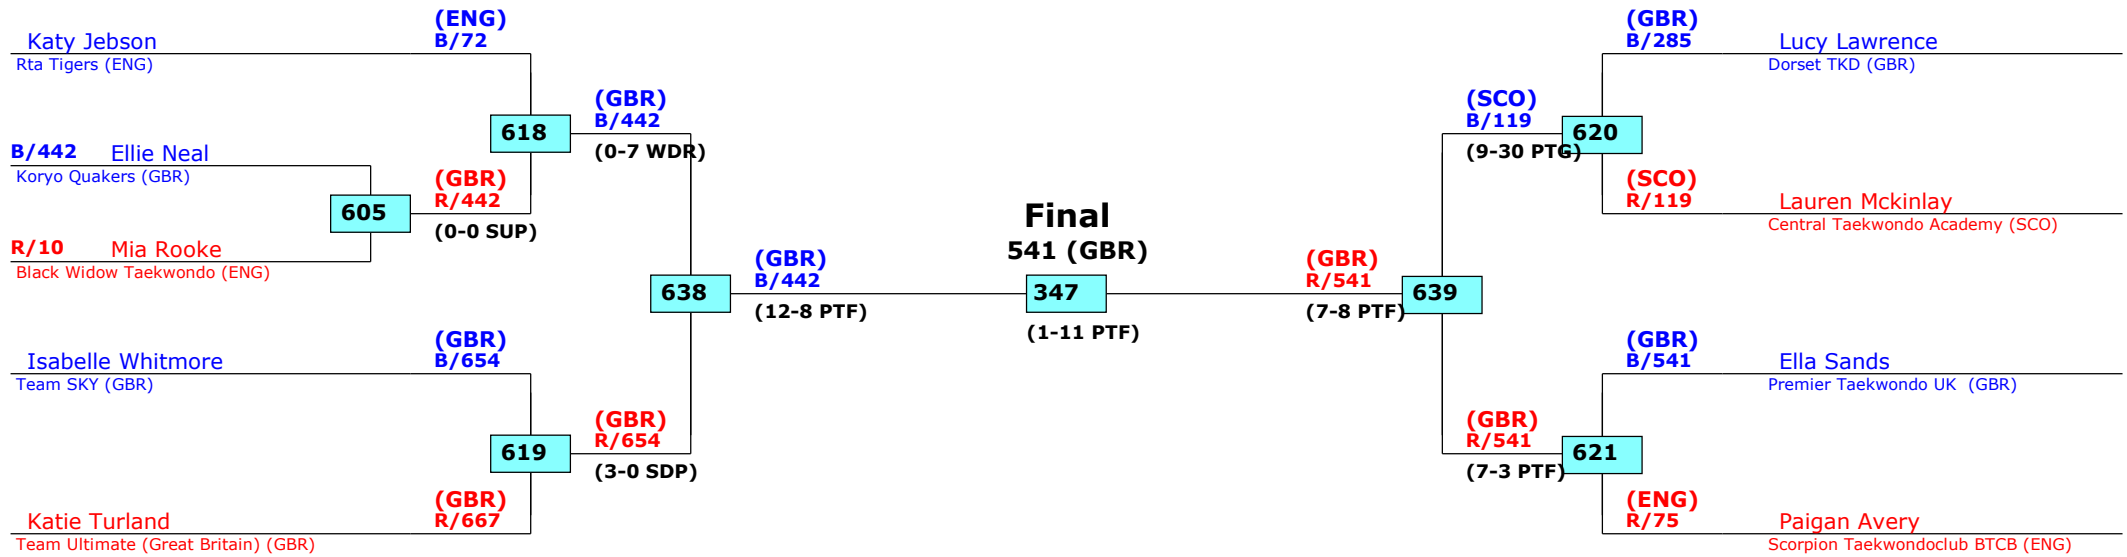 (ENG)
B/72
Katy Jebson
Rta Tigers (ENG)
618
(GBR)
B/442
(0-7 WDR)
B/442 Ellie Neal
Koryo Quakers (GBR)
605
(GBR)
R/442
(0-0 SUP)
R/10 Mia Rooke
Black Widow Taekwondo (ENG)
638
(GBR)
B/442
(12-8 PTF)
(GBR)
B/654
Isabelle Whitmore
Team SKY (GBR)
619
(GBR)
R/654
(3-0 SDP)
(GBR)
R/667
Katie Turland
Team Ultimate (Great Britain) (GBR)
Final
541 (GBR)
347
(1-11 PTF)
(GBR)
B/285
Lucy Lawrence
Dorset TKD (GBR)
(SCO)
B/119
620
(9-30 PTG)
(SCO)
R/119
Lauren Mckinlay
Central Taekwondo Academy (SCO)
(GBR)
R/541
639
(7-8 PTF)
(GBR)
B/541
Ella Sands
Premier Taekwondo UK (GBR)
(GBR)
R/541
621
(7-3 PTF)
(ENG)
R/75
Paigan Avery
Scorpion Taekwondoclub BTCB (ENG)